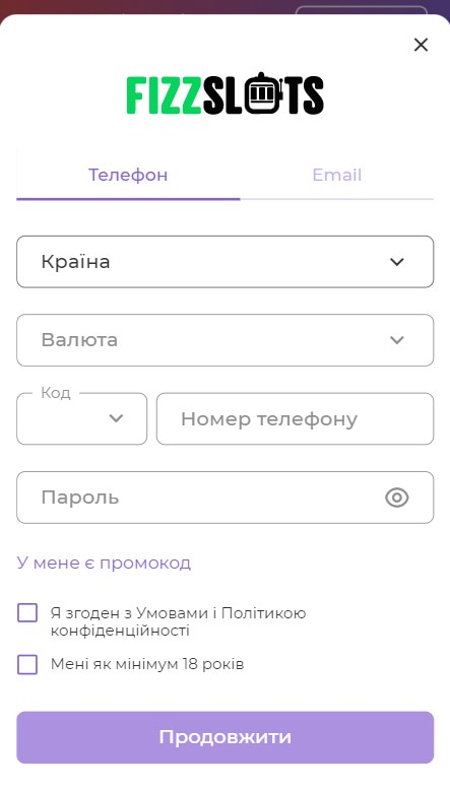 FIZZSLOTS
Телефон
Email
Країна
Валюта
Код
Номер телефону
Пароль
У мене є промокод
Я згоден з Умовами і Політикою
конфіденційності
Мені як мінімум 18 років
Продовжити